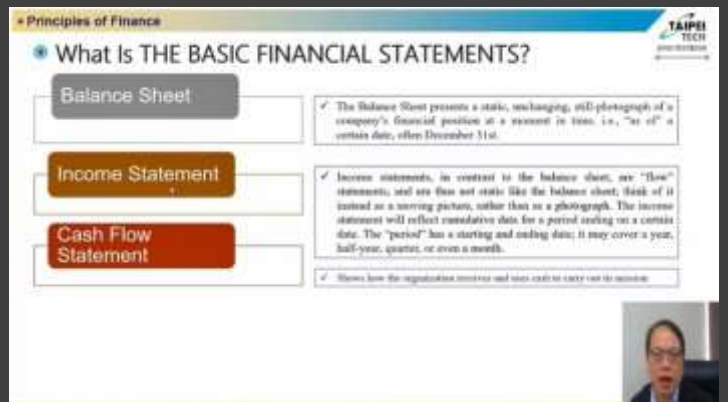 Principles of Finance
TAIPEI
TECH
What Is THE BASIC FINANCIAL STATEMENTS?
Balance Sheet
✓ The Balance Sheet presents a static, unchanging, still-photograph of a
company's financial position at a moment in time, i.e., "as of" a
certain date, often December 31st.
Income Statement
✓ Income statements, in contrast to the balance sheet, are "flow"
statements, and are thus not static like the balance sheet; think of it
instead as a moving picture, rather than as a photograph. The income
statement will reflect cumulative data for a period ending on a certain
date. The "period" has a starting and ending date; it may cover a year,
half-year, quarter, or even a month.
Cash Flow
Statement
✓ Shows how the organization receives and uses cash to carry out its mission